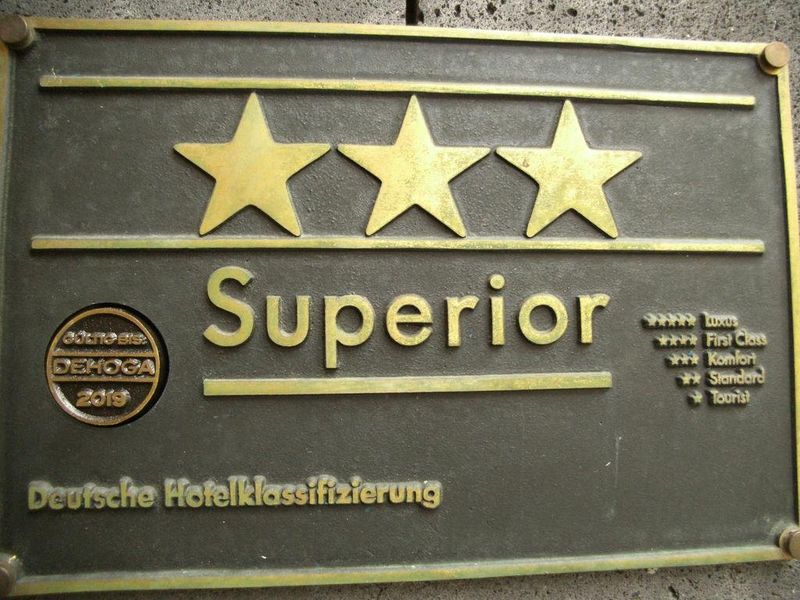 Superior
GÜLTIG BIS:
DEHOGA
2019
Luxus
First Class
Komfort
Standard
Tourist
Deutsche Hotelklassifizierung